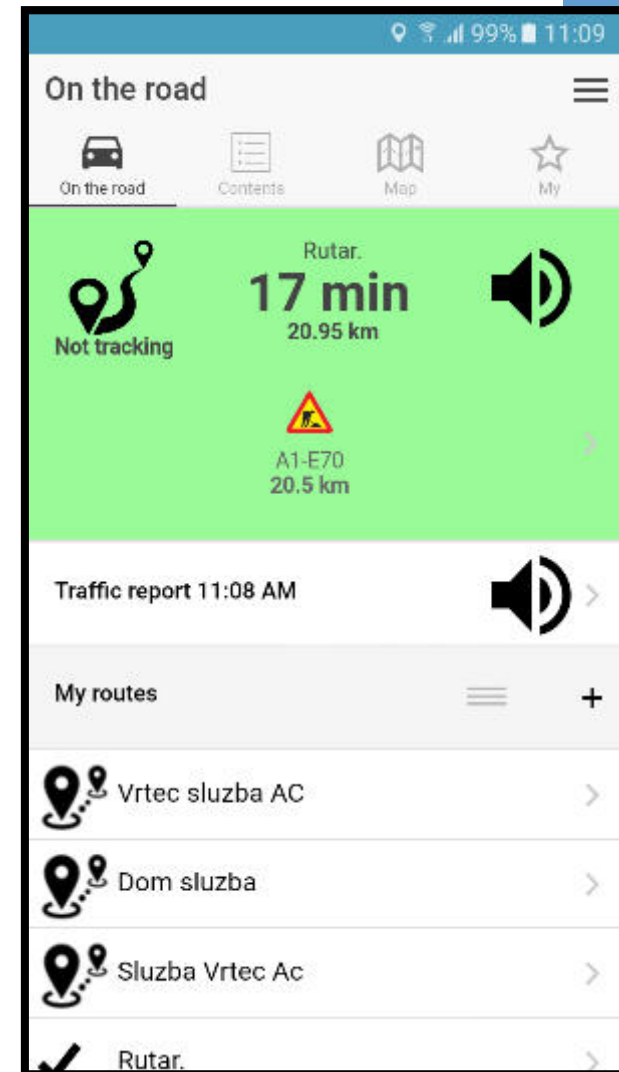 99% 11:09
On the road
On the road
Contents
Map
My
Rutar.
17 min
20.95 km
Not tracking
A1-E70
20.5 km
Traffic report 11:08 AM
My routes
+
Vrtec sluzba AC
Dom sluzba
Sluzba Vrtec Ac
Rutar.